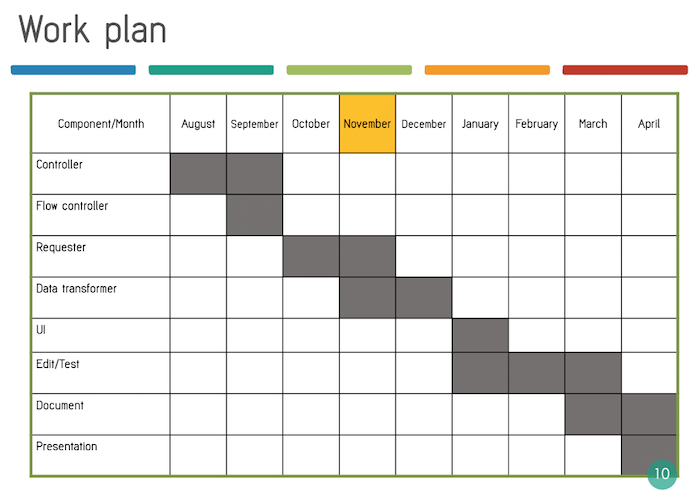 Work plan
Component/Month August September October November December January February March April
Controller
Flow controller
Requester
Data transformer
UI
Edit/Test
Document
Presentation
10